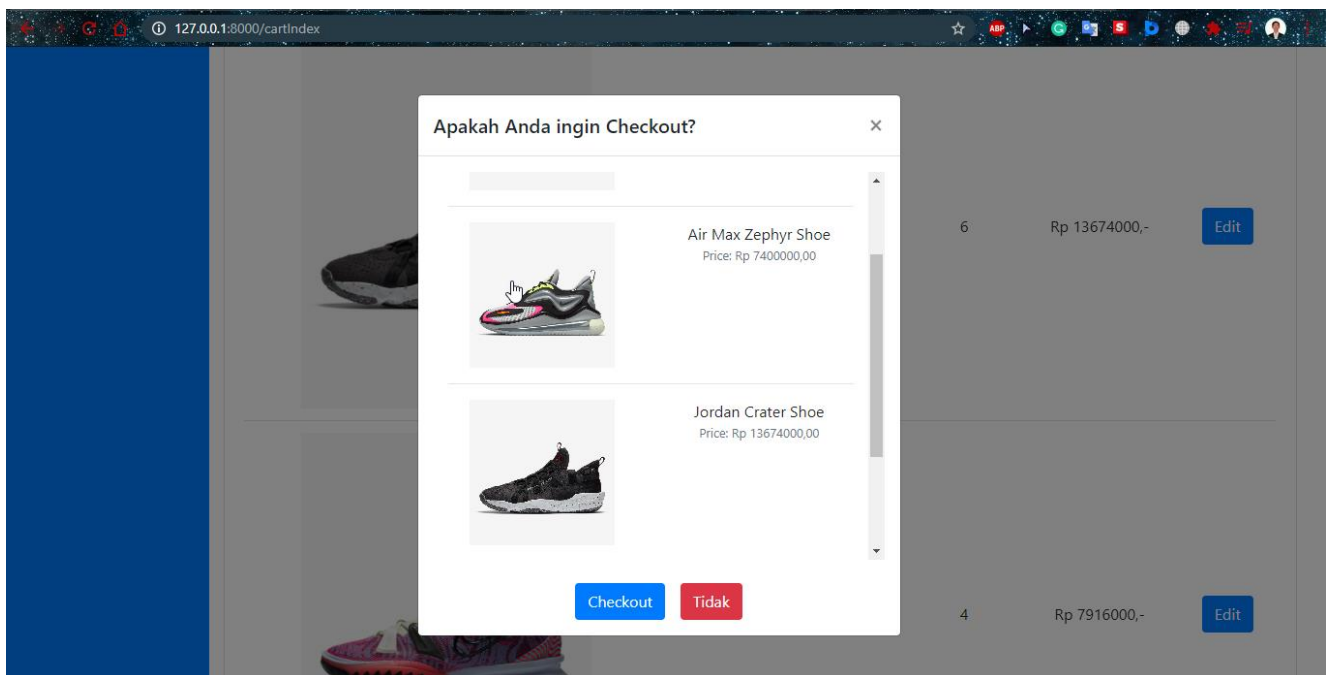 127.0.0.1:8000/cartIndex
ABP
Apakah Anda ingin Checkout?
×
Air Max Zephyr Shoe
Price: Rp 7400000,00
6 Rp 13674000,- Edit
Jordan Crater Shoe
Price: Rp 13674000,00
Checkout Tidak
4 Rp 7916000,- Edit